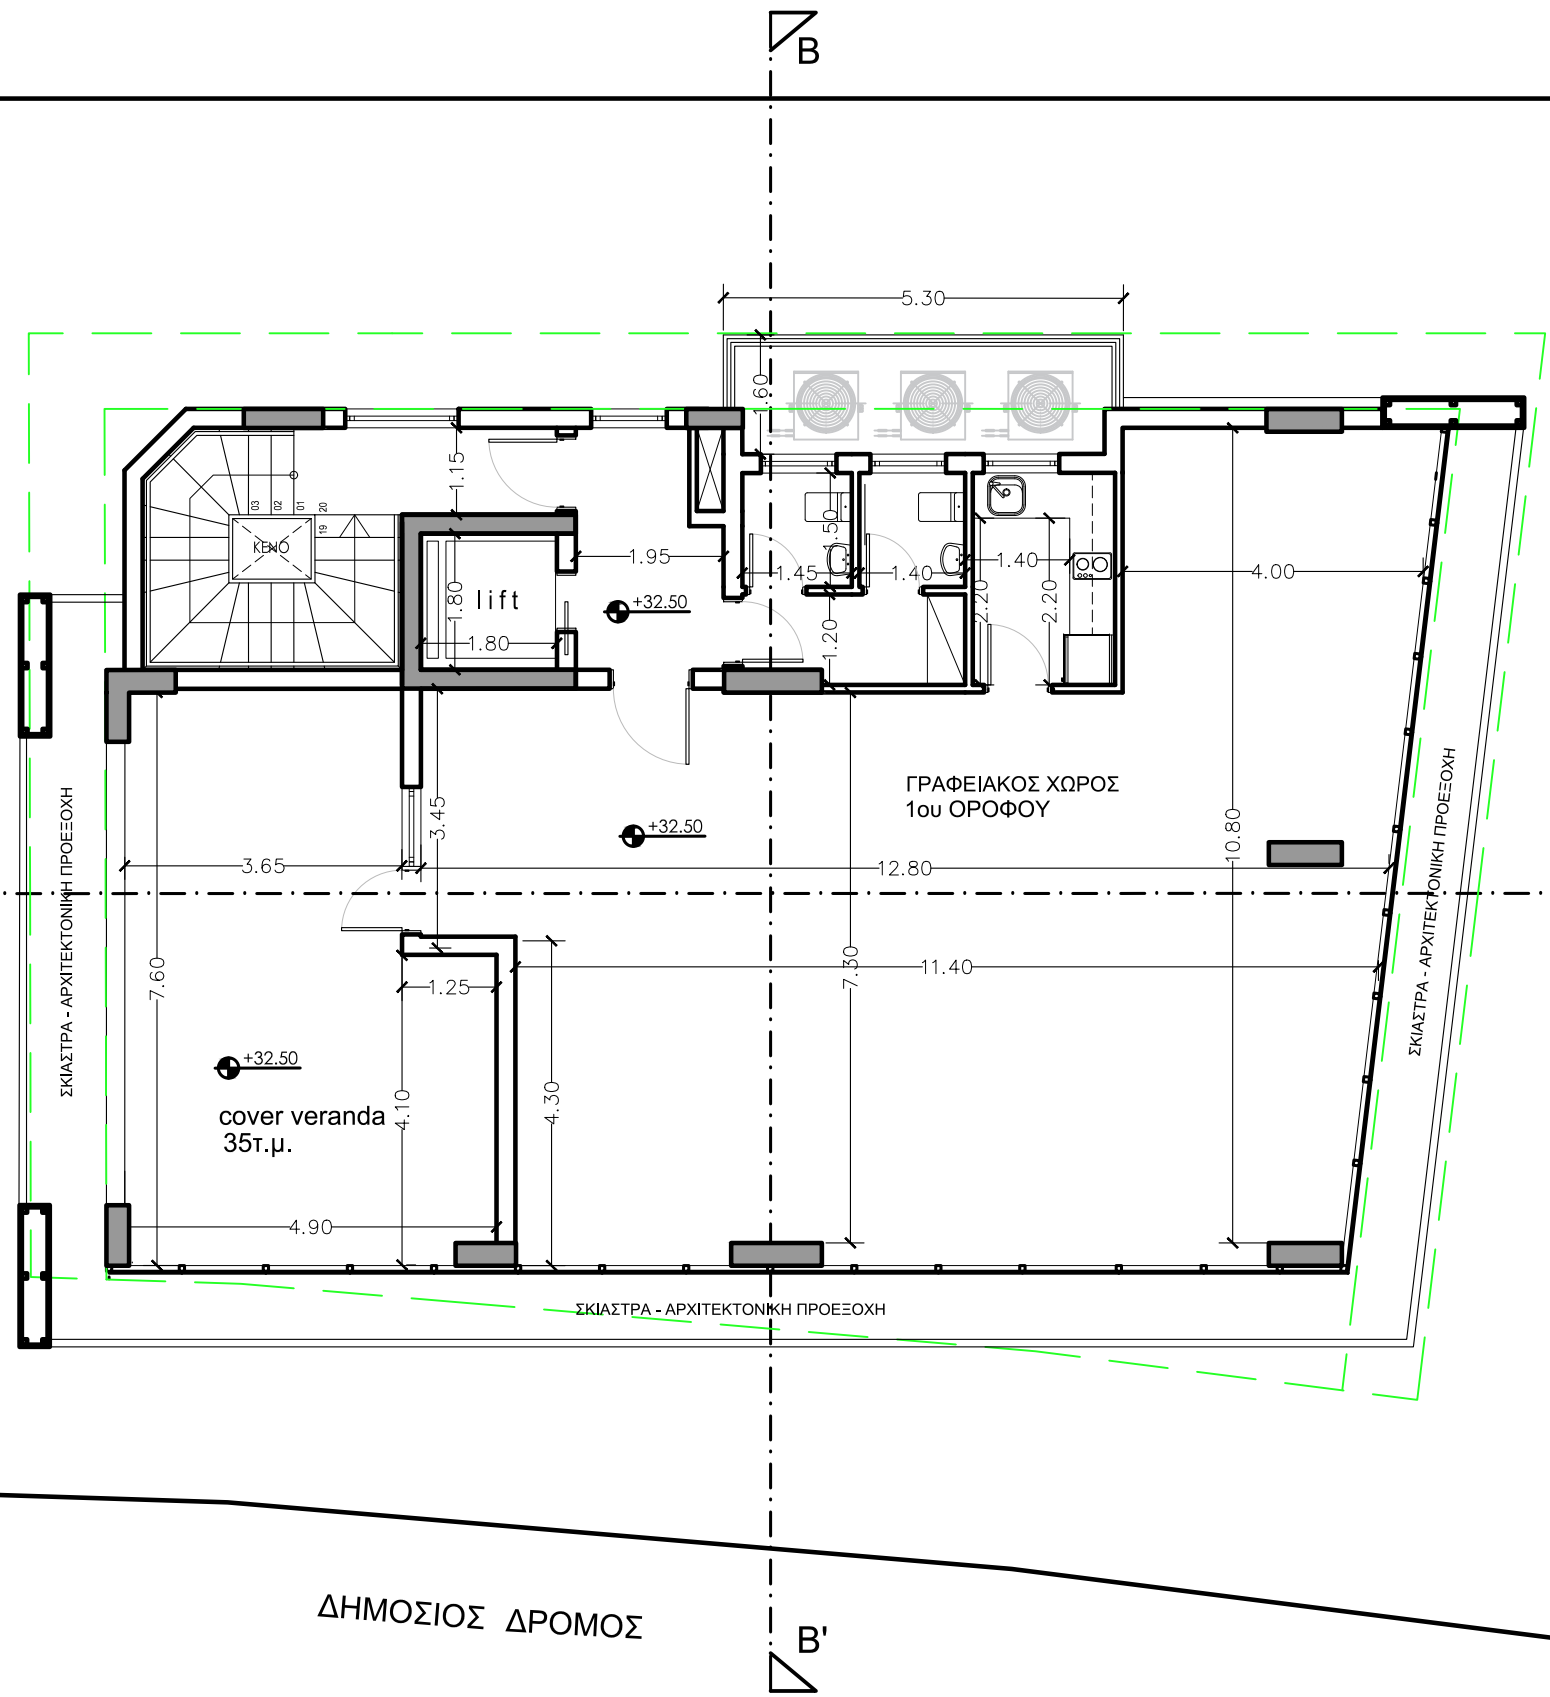 B
5.30
1.60
1.15
03
02
01
20
19
ΚΕΝΟ
1.95
1.50
1.45
1.40
1.40
4.00
lift
1.80
1.80
+32.50
1.20
2.20
2.20
ΓΡΑΦΕΙΑΚΟΣ ΧΩΡΟΣ
1ου ΟΡΟΦΟΥ
3.45
+32.50
10.80
3.65
12.80
ΣΚΙΑΣΤΡΑ - ΑΡΧΙΤΕΚΤΟΝΙΚΗ ΠΡΟΕΞΟΧΗ
ΣΚΙΑΣΤΡΑ - ΑΡΧΙΤΕΚΤΟΝΙΚΗ ΠΡΟΕΞΟΧΗ
7.60
1.25
7.30
11.40
+32.50
cover veranda
35τ.μ.
4.10
4.30
4.90
ΣΚΙΑΣΤΡΑ - ΑΡΧΙΤΕΚΤΟΝΙΚΗ ΠΡΟΕΞΟΧΗ
ΔΗΜΟΣΙΟΣ ΔΡΟΜΟΣ
B'